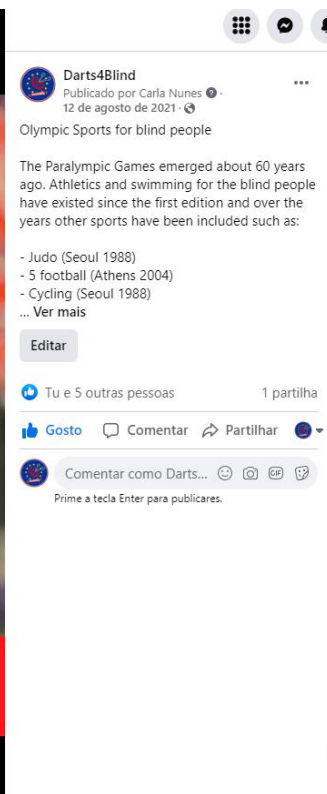 Darts4Blind
Publicado por Carla Nunes
12 de agosto de 2021 ·
Olympic Sports for blind people
The Paralympic Games emerged about 60 years
ago. Athletics and swimming for the blind people
have existed since the first edition and over the
years other sports have been included such as:
- Judo (Seoul 1988)
- 5 football (Athens 2004)
- Cycling (Seoul 1988)
... Ver mais
Editar
Tu e 5 outras pessoas 1 partilha
Gosto Comentar Partilhar
Comentar como Darts... GIF
Prime a tecla Enter para publicares.